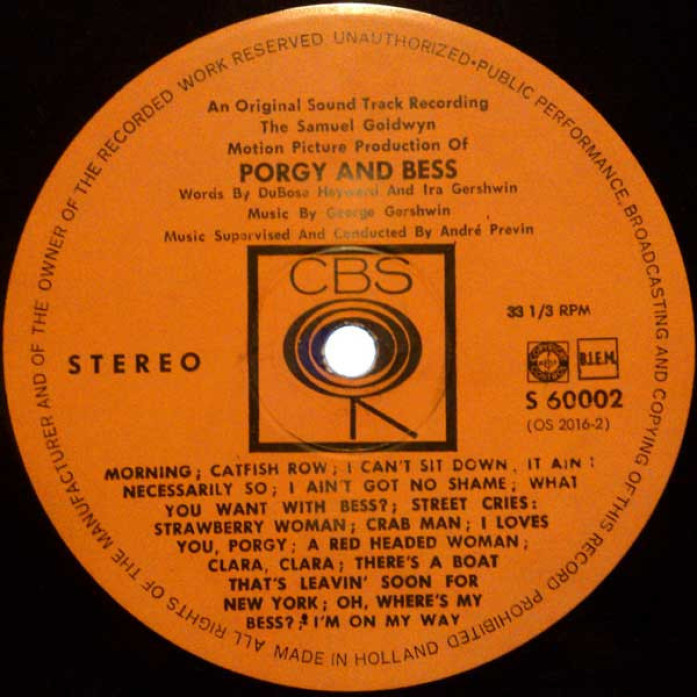 ALL RIGHTS OF THE MANUFACTURER AND OF THE OWNER OF THE RECORDED WORK RESERVED UNAUTHORIZED•PUBLIC PERFORMANCE, BROADCASTING AND COPYING OF THIS RECORD PROHIBITED
An Original Sound Track Recording
The Samuel Goldwyn
Motion Picture Production Of
PORGY AND BESS
Words By DuBose Heyward And Ira Gershwin
Music By George Gershwin
Music Supervised And Conducted By André Previn
CBS
33 1/3 RPM
STEREO
B.I.E.M.
S 60002
(OS 2016-2)
MORNING; CATFISH ROW; I CAN'T SIT DOWN, IT AIN'
NECESSARILY SO; I AIN'T GOT NO SHAME; WHAT
YOU WANT WITH BESS?; STREET CRIES:
STRAWBERRY WOMAN; CRAB MAN; I LOVES
YOU, PORGY; A RED HEADED WOMAN;
CLARA, CLARA; THERE'S A BOAT
THAT'S LEAVIN' SOON FOR
NEW YORK; OH, WHERE'S MY
BESS?; I'M ON MY WAY
MADE IN HOLLAND